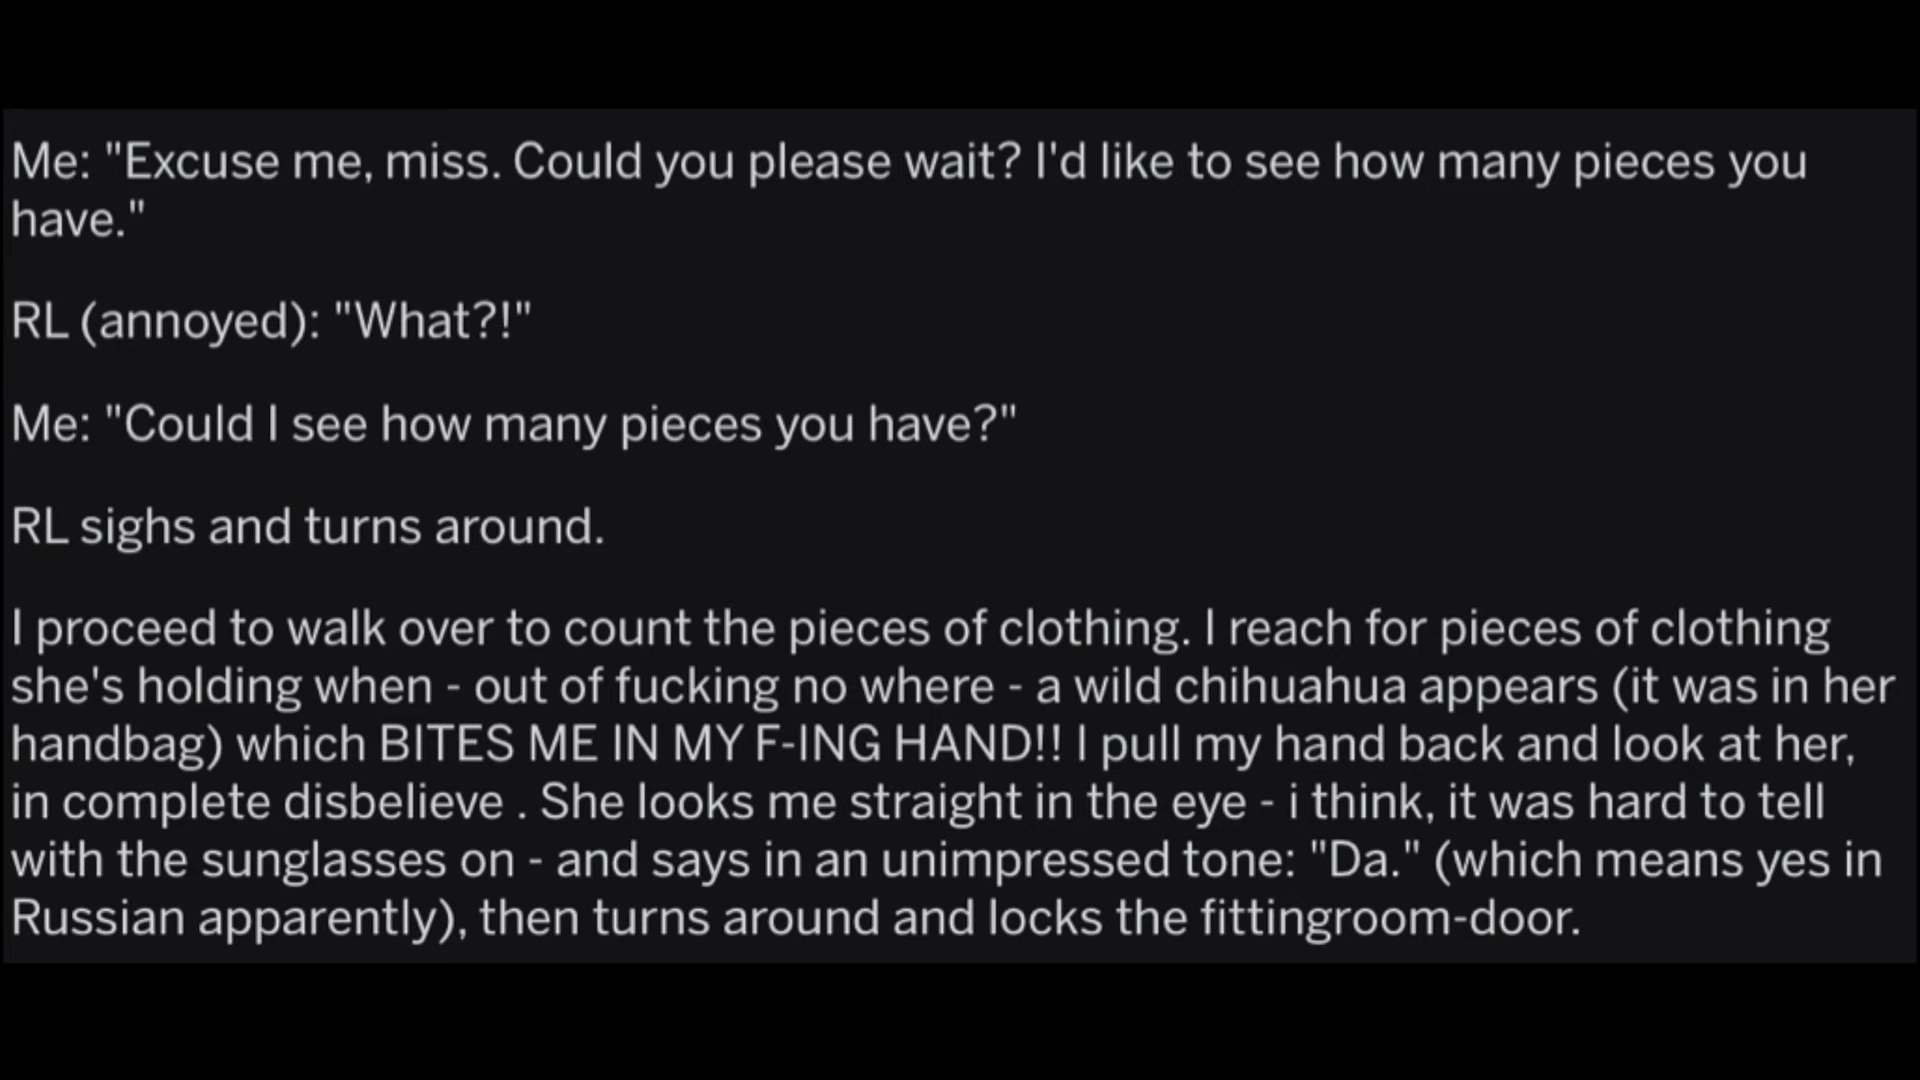 Me: "Excuse me, miss. Could you please wait? I'd like to see how many pieces you
have."
RL (annoyed): "What?!"
Me: "Could I see how many pieces you have?"
RL sighs and turns around.
I proceed to walk over to count the pieces of clothing. I reach for pieces of clothing
she's holding when - out of fucking no where - a wild chihuahua appears (it was in her
handbag) which BITES ME IN MY F-ING HAND!! I pull my hand back and look at her,
in complete disbelieve . She looks me straight in the eye - i think, it was hard to tell
with the sunglasses on - and says in an unimpressed tone: "Da." (which means yes in
Russian apparently), then turns around and locks the fittingroom-door.